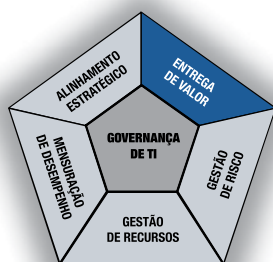 ALINHAMENTO
ESTRATÉGICO
ENTREGA
DE VALOR
GOVERNANÇA
DE TI
MENSURAÇÃO
DE DESEMPENHO
GESTÃO
DE RISCO
GESTÃO
DE RECURSOS